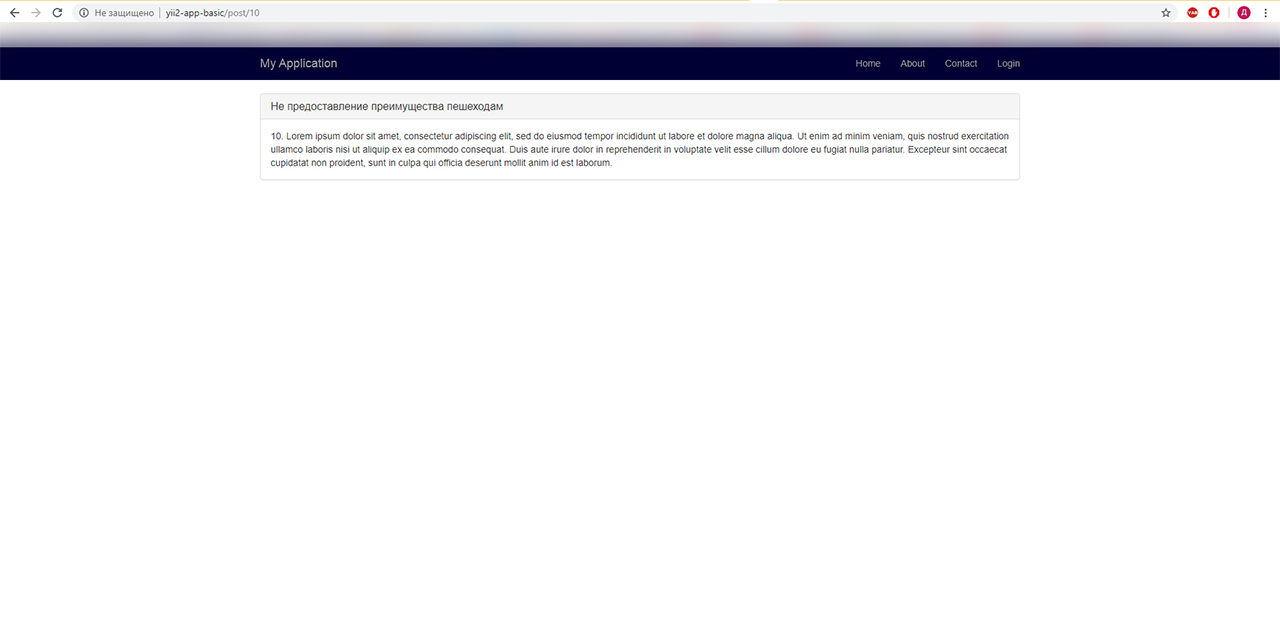 Не защищено yii2-app-basic/post/10
My Application Home About Contact Login
Не предоставление преимущества пешеходам
10. Lorem ipsum dolor sit amet, consectetur adipiscing elit, sed do eiusmod tempor incididunt ut labore et dolore magna aliqua. Ut enim ad minim veniam, quis nostrud exercitation
ullamco laboris nisi ut aliquip ex ea commodo consequat. Duis aute irure dolor in reprehenderit in voluptate velit esse cillum dolore eu fugiat nulla pariatur. Excepteur sint occaecat
cupidatat non proident, sunt in culpa qui officia deserunt mollit anim id est laborum.